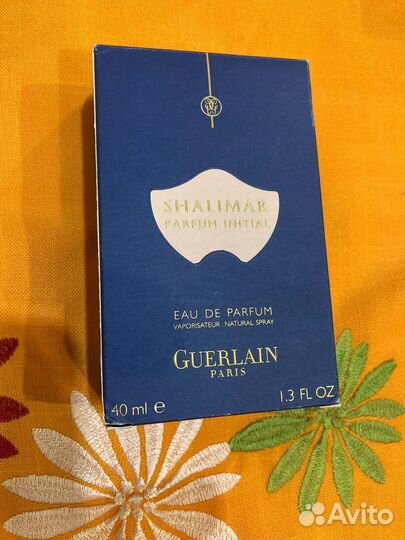 SHALIMAR
PARFUM INITIAL
EAU DE PARFUM
VAPORISATEUR . NATURAL SPRAY
GUERLAIN
PARIS
40 ml ℮ 1.3 FL OZ
Avito